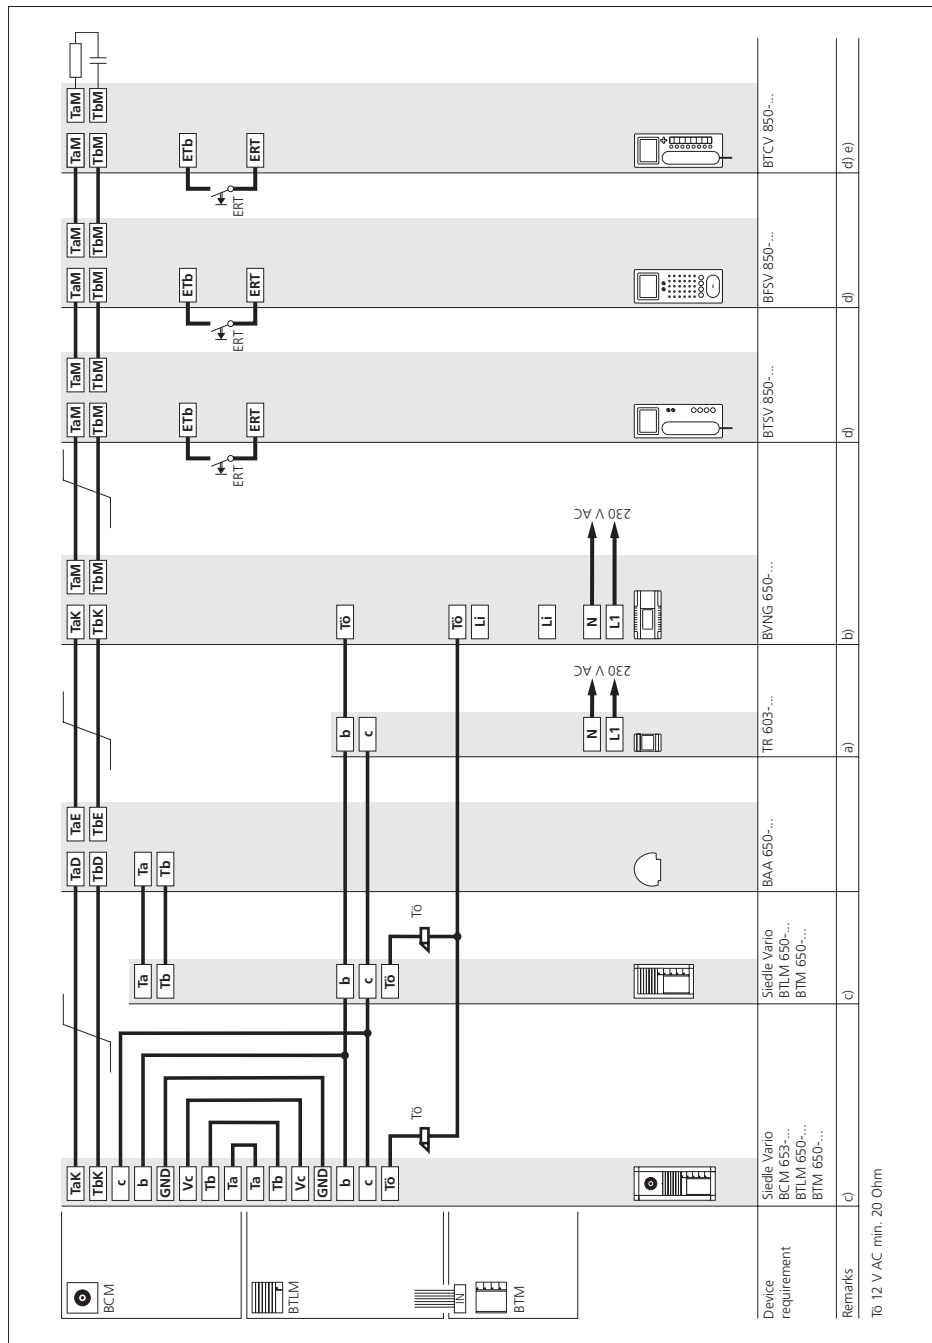 TaK TaD TaE TaK TaM TaM TaM TaM TaM TaM TaM
TbK TbD TbE TbK TbM TbM TbM TbM TbM TbM TbM
BCM
c
b Ta Ta
GND Tb Tb
Vc ETb ETb ETb
Tb
Ta ERT ERT ERT
Ta ERT ERT ERT
Tb
BTLM
Vc
GND
b b b Tö
c c c
Tö Tö
Tö Tö
IN Tö
Li
BTM
Li
N N
230 V AC 230 V AC
L1 L1
Device requirement
Siedle Vario
BCM 653-...
BTLM 650-...
BTM 650-...
Siedle Vario
BTLM 650-...
BTM 650-...
BAA 650-...
TR 603-...
BVNG 650-...
BTSV 850-...
BFSV 850-...
BTCV 850-...
Remarks c) c) a) b) d) d) d) e)
Tö 12 V AC min. 20 Ohm